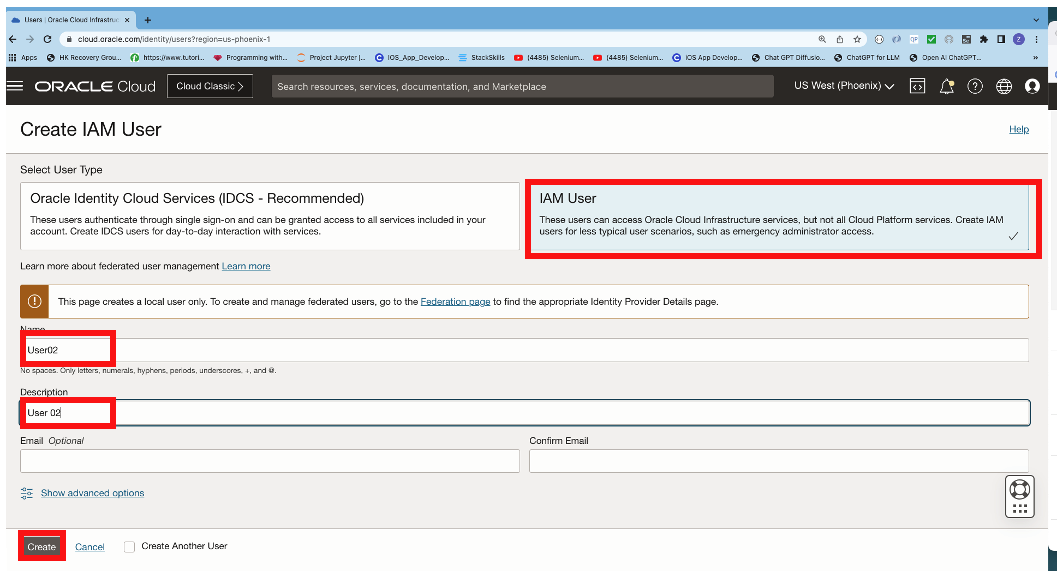 Users | Oracle Cloud Infrastruc
cloud.oracle.com/identity/users?region=us-phoenix-1
Apps HK Recovery Grou... https://www.tutori... Programming with... Project Jupyter |... IOS_App_Develop... StackSkills (4485) Selenium... (4485) Selenium... IOS App Develop... Chat GPT Diffusio... ChatGPT for LLM Open AI ChatGPT... »
ORACLE Cloud Cloud Classic Search resources, services, documentation, and Marketplace US West (Phoenix)
Create IAM User Help
Select User Type
Oracle Identity Cloud Services (IDCS - Recommended)
These users authenticate through single sign-on and can be granted access to all services included in your
account. Create IDCS users for day-to-day interaction with services.
IAM User
These users can access Oracle Cloud Infrastructure services, but not all Cloud Platform services. Create IAM
users for less typical user scenarios, such as emergency administrator access.
Learn more about federated user management Learn more
This page creates a local user only. To create and manage federated users, go to the Federation page to find the appropriate Identity Provider Details page.
Name
User02
No spaces. Only letters, numerals, hyphens, periods, underscores, +, and @.
Description
User 02
Email Optional Confirm Email
Show advanced options
Create Cancel Create Another User